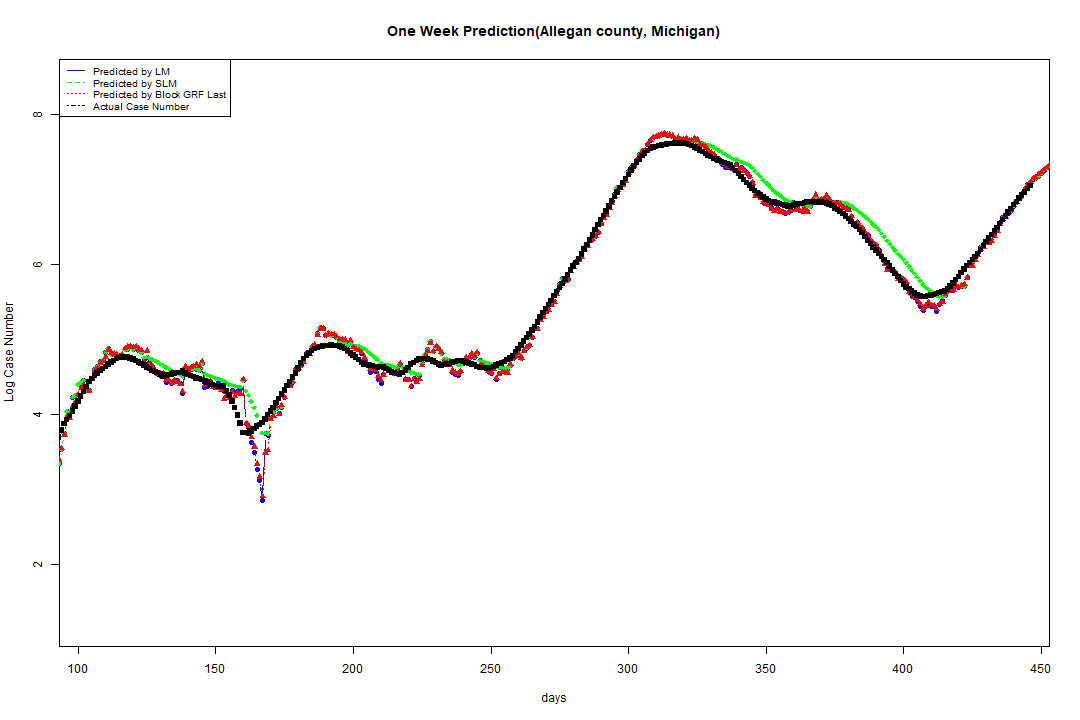 One Week Prediction(Allegan county, Michigan)
Predicted by LM
Predicted by SLM
Predicted by Block GRF Last
Actual Case Number
8
6
4
2
Log Case Number
100 150 200 250 300 350 400 450
days